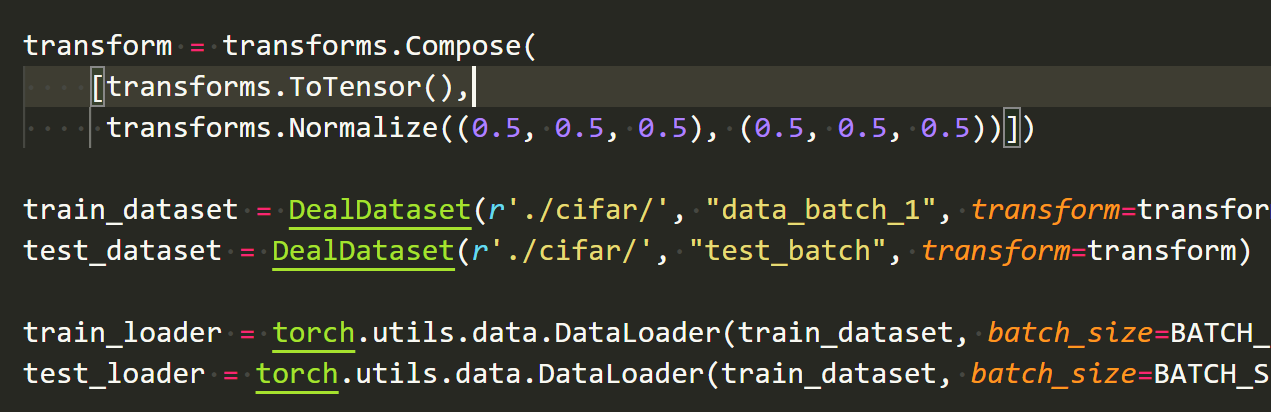 transform = transforms.Compose(
    [transforms.ToTensor(),
     transforms.Normalize((0.5, 0.5, 0.5), (0.5, 0.5, 0.5))])
train_dataset = DealDataset(r'./cifar/', "data_batch_1", transform=transfor
test_dataset = DealDataset(r'./cifar/', "test_batch", transform=transform)
train_loader = torch.utils.data.DataLoader(train_dataset, batch_size=BATCH_
test_loader = torch.utils.data.DataLoader(train_dataset, batch_size=BATCH_S